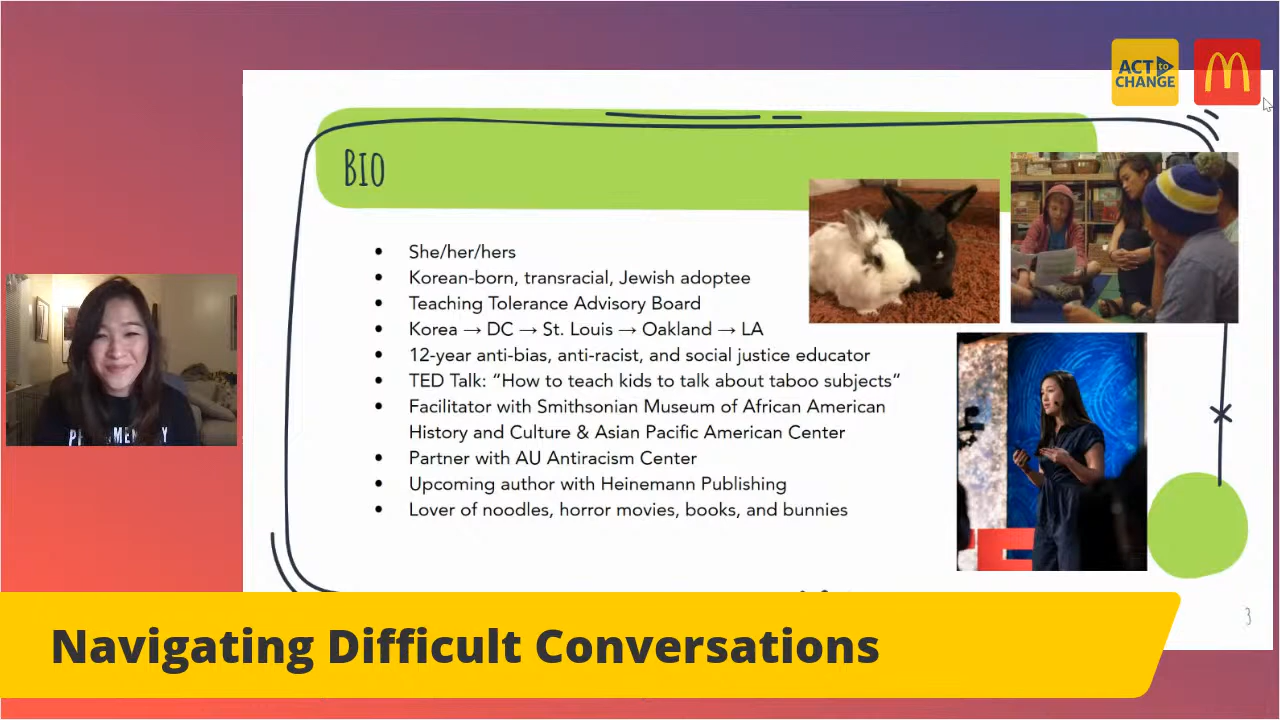 ACT to
CHANGE
BIO
She/her/hers
Korean-born, transracial, Jewish adoptee
Teaching Tolerance Advisory Board
Korea → DC → St. Louis → Oakland → LA
12-year anti-bias, anti-racist, and social justice educator
TED Talk: “How to teach kids to talk about taboo subjects”
Facilitator with Smithsonian Museum of African American
History and Culture & Asian Pacific American Center
Partner with AU Antiracism Center
Upcoming author with Heinemann Publishing
Lover of noodles, horror movies, books, and bunnies
3
Navigating Difficult Conversations